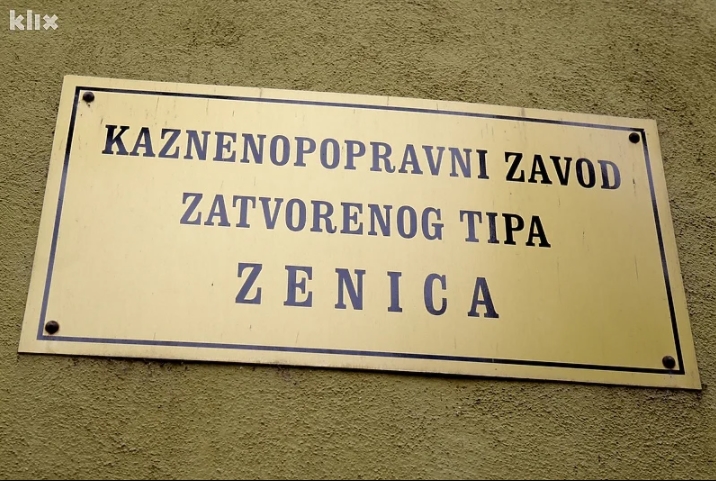 klix
KAZNENOPOPRAVNI ZAVOD
ZATVORENOG TIPA
ZENICA